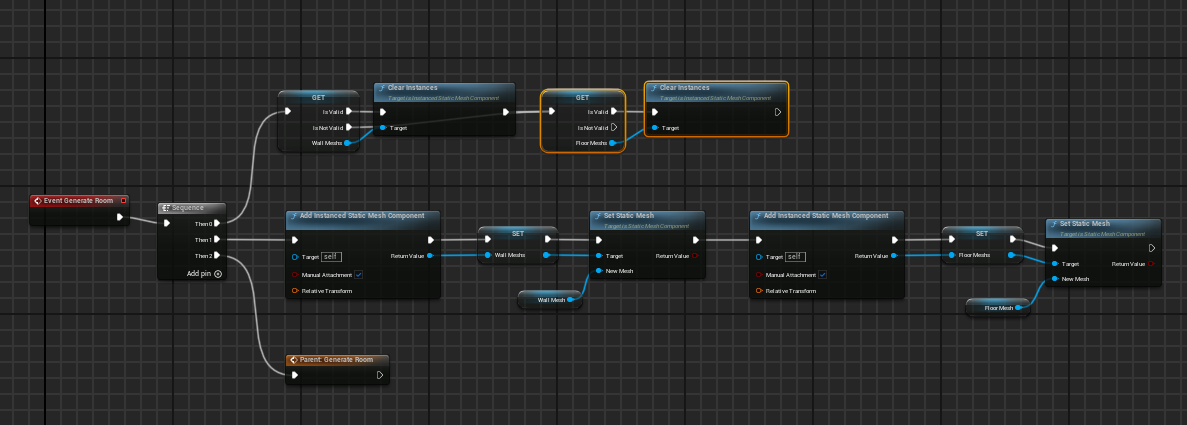 GET
Is Valid
Is Not Valid
Wall Meshs
Clear Instances
Target is Instanced Static Mesh Component
Target
GET
Is Valid
Is Not Valid
Floor Meshs
Clear Instances
Target is Instanced Static Mesh Component
Target
Event Generate Room
Sequence
Then 0
Then 1
Then 2
Add pin
Add Instanced Static Mesh Component
Target self
Return Value
Manual Attachment
Relative Transform
SET
Wall Meshs
Set Static Mesh
Target is Static Mesh Component
Target
Return Value
New Mesh
Wall Mesh
Add Instanced Static Mesh Component
Target self
Return Value
Manual Attachment
Relative Transform
SET
Floor Meshs
Set Static Mesh
Target is Static Mesh Component
Target
Return Value
New Mesh
Floor Mesh
Parent: Generate Room